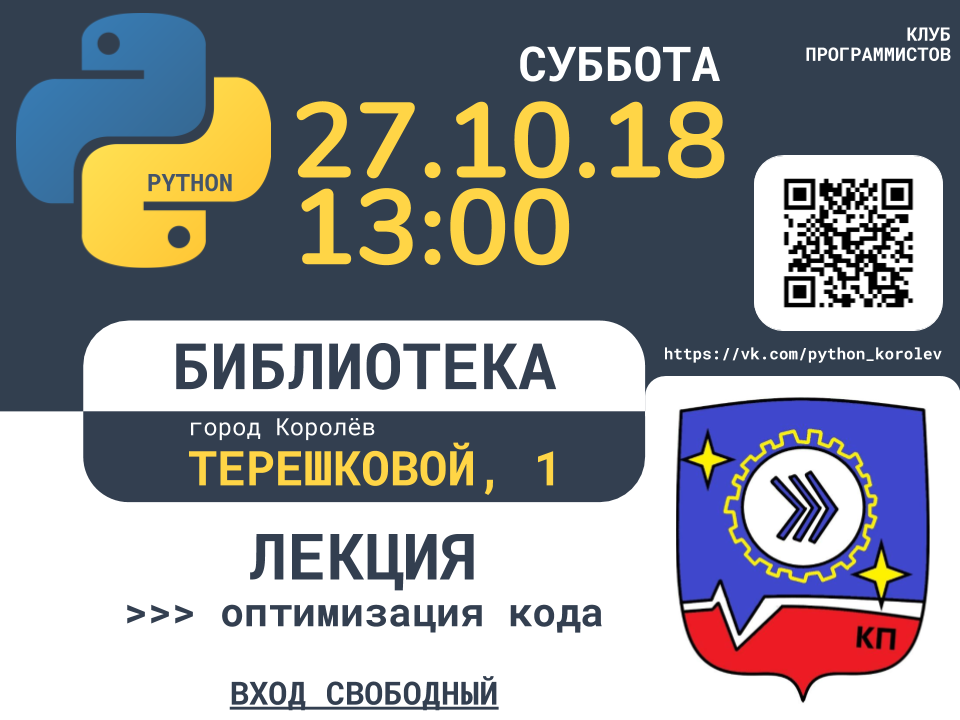 КЛУБ
ПРОГРАММИСТОВ
СУББОТА
27.10.18
13:00
PYTHON
https://vk.com/python_korolev
БИБЛИОТЕКА
город Королёв
ТЕРЕШКОВОЙ, 1
ЛЕКЦИЯ
>>> оптимизация кода
ВХОД СВОБОДНЫЙ
КП